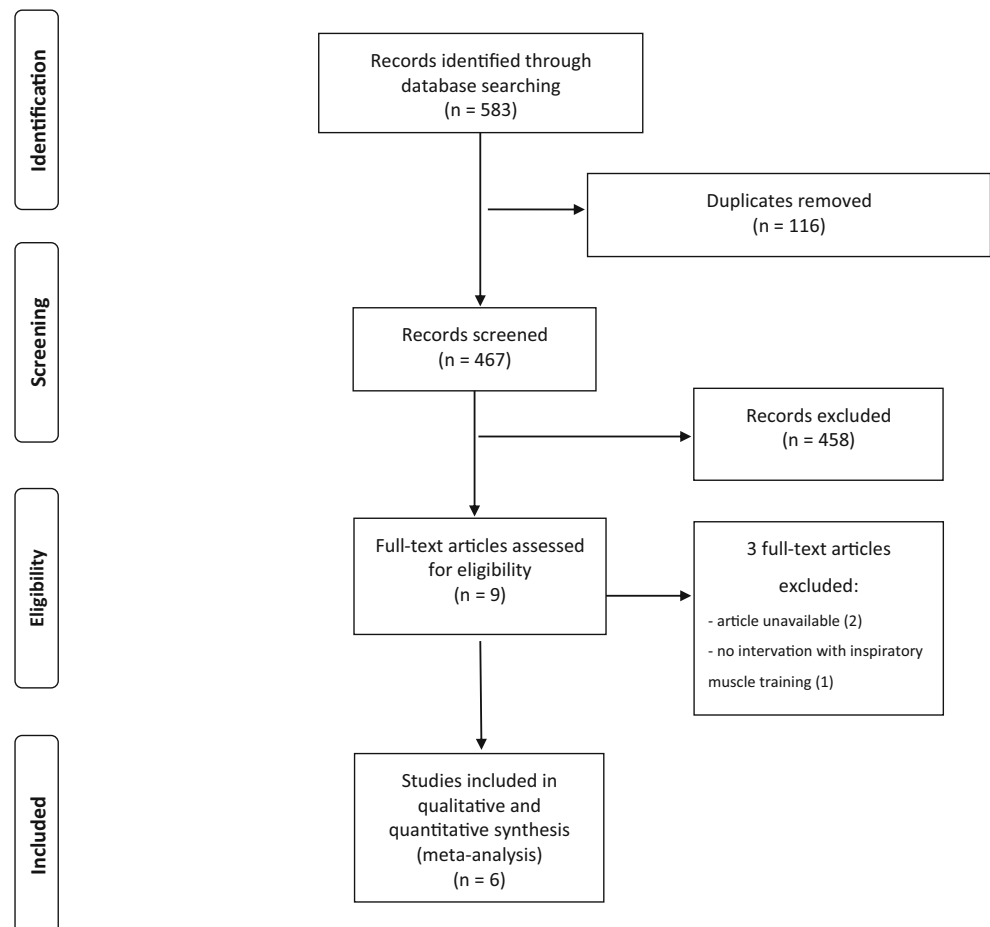 Identification
Records identified through
database searching
(n = 583)
Duplicates removed
(n = 116)
Screening
Records screened
(n = 467)
Records excluded
(n = 458)
Eligibility
Full-text articles assessed
for eligibility
(n = 9)
3 full-text articles
excluded:
- article unavailable (2)
- no intervation with inspiratory
muscle training (1)
Included
Studies included in
qualitative and
quantitative synthesis
(meta-analysis)
(n = 6)